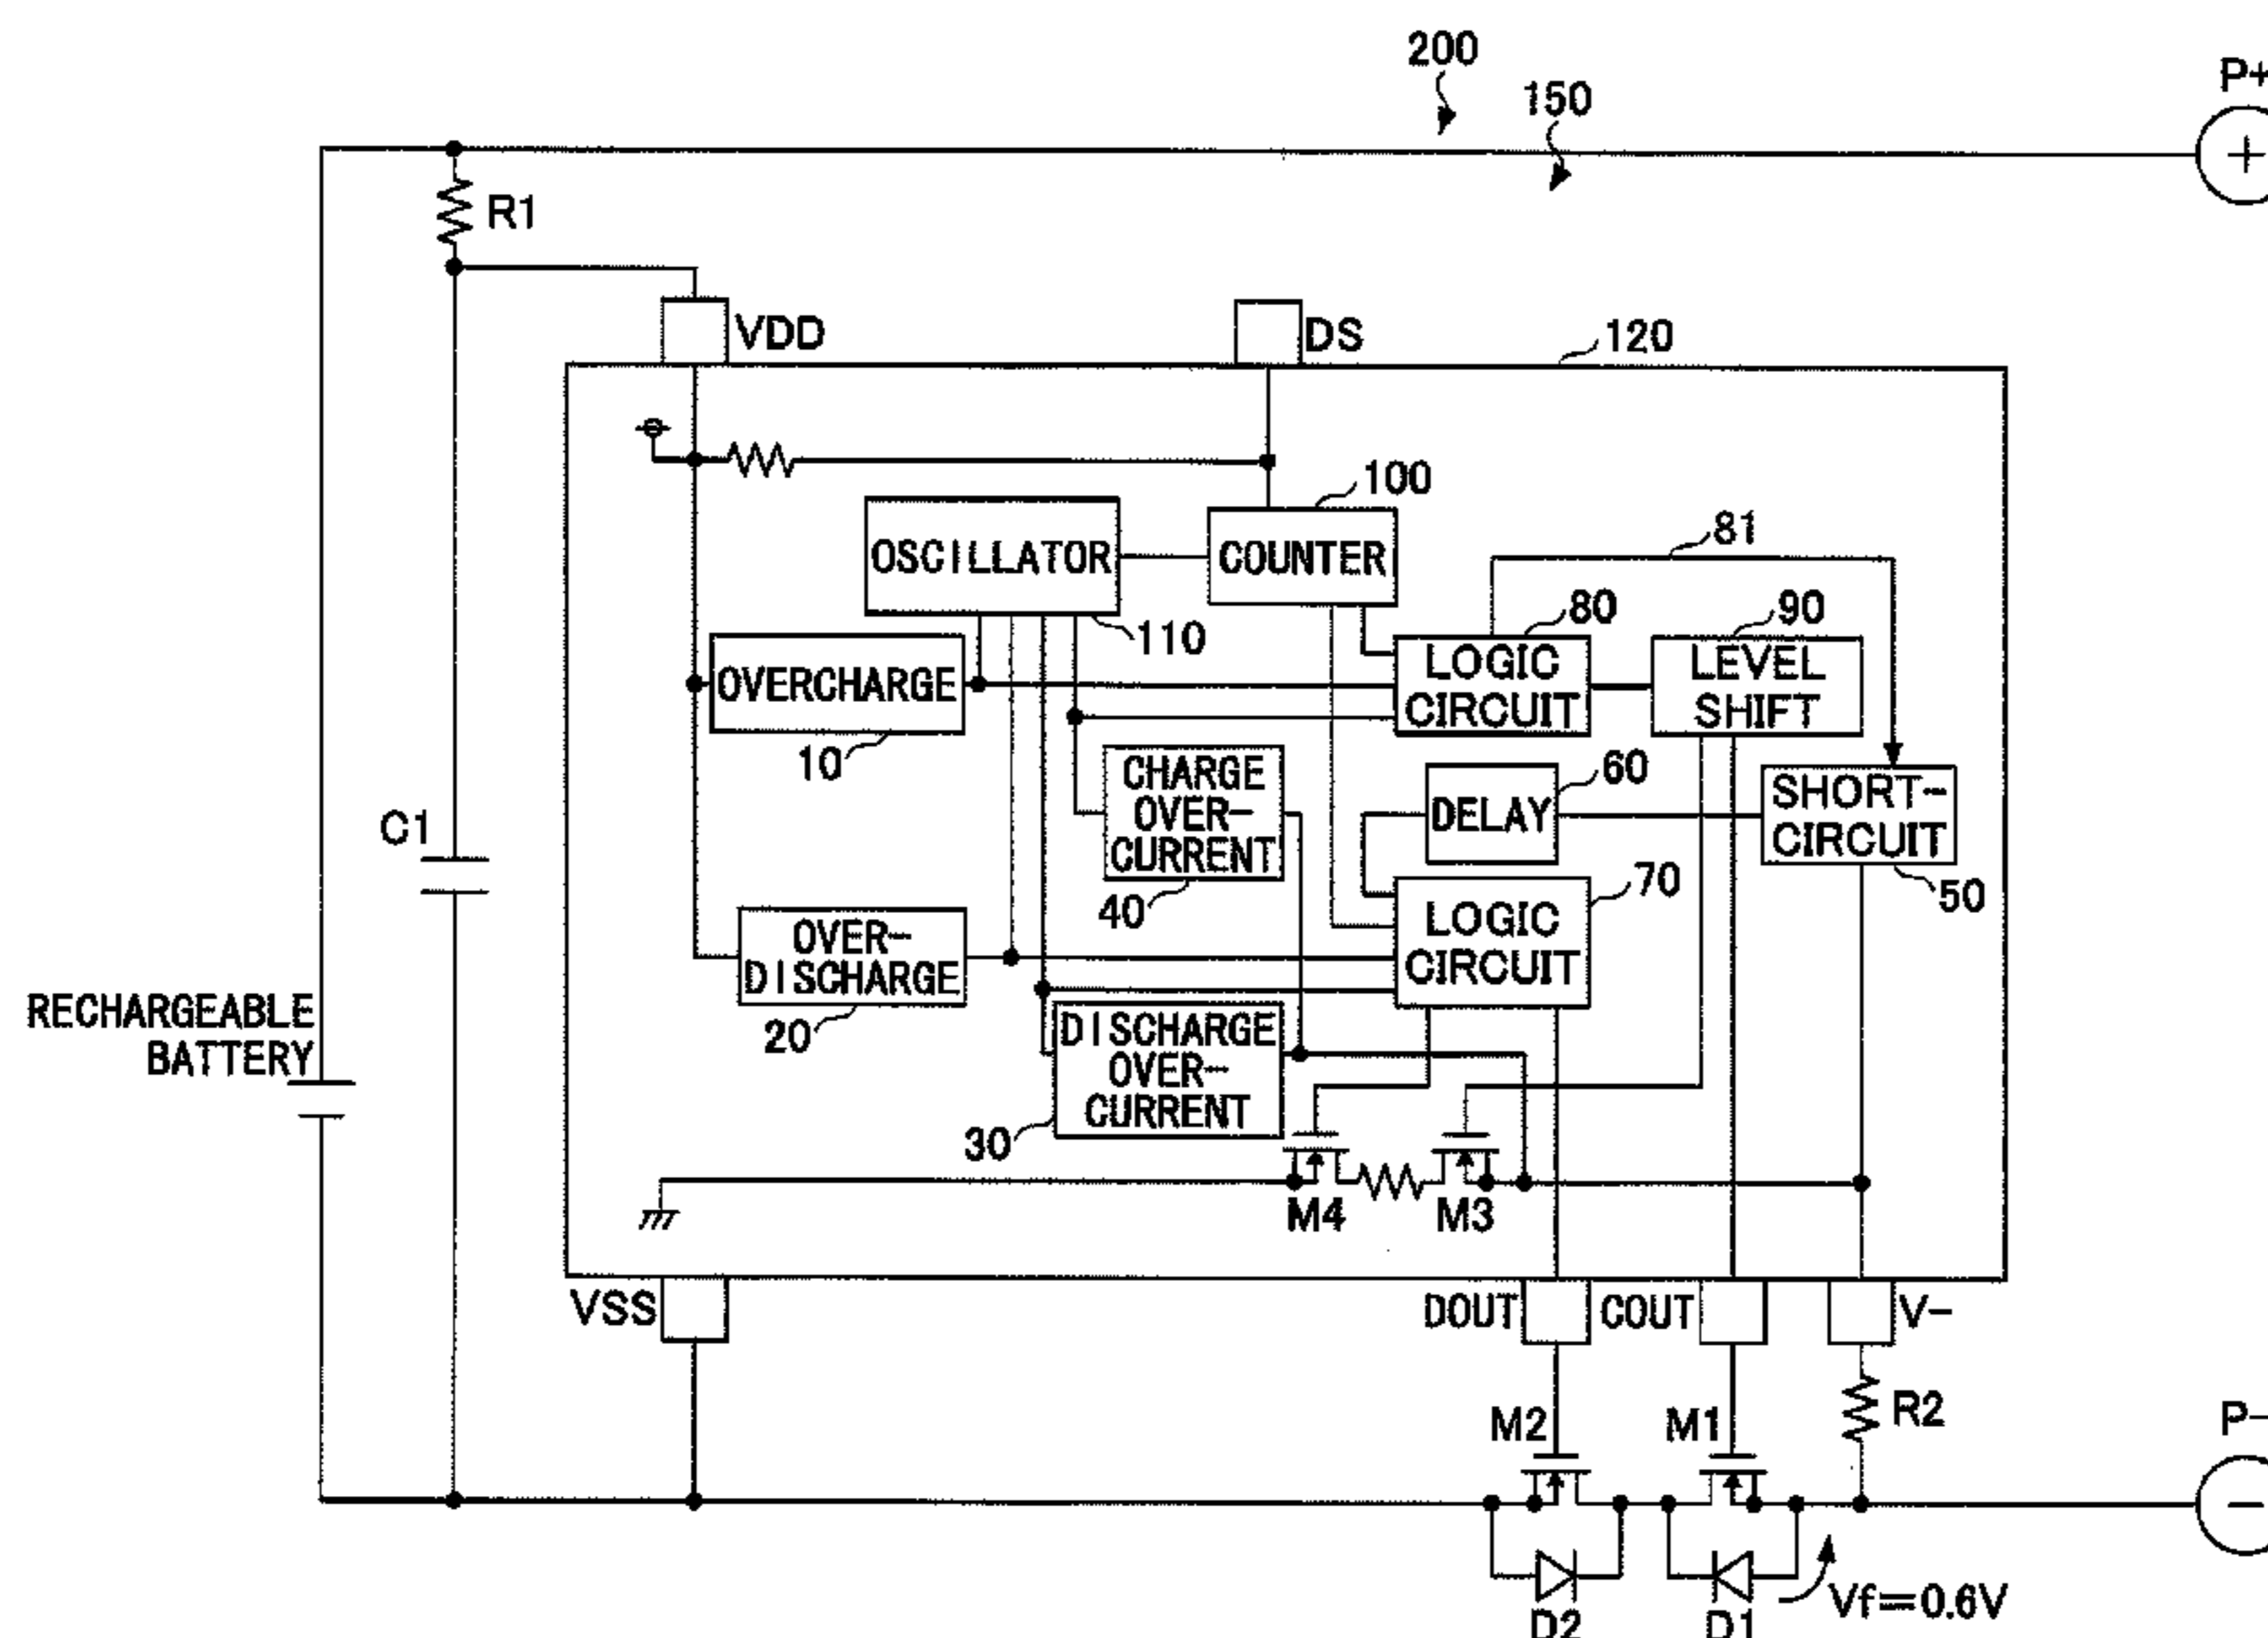 200
150
P+
+
R1
VDD
DS
120
100
OSCILLATOR
COUNTER
81
80
90
110
OVERCHARGE
LOGIC
CIRCUIT
LEVEL
SHIFT
10
CHARGE
OVER-
CURRENT
60
DELAY
SHORT-
CIRCUIT
C1
40
70
50
OVER-
DISCHARGE
LOGIC
CIRCUIT
20
RECHARGEABLE
BATTERY
DISCHARGE
OVER-
CURRENT
30
M4
M3
VSS
DOUT
COUT
V-
M2
M1
R2
P-
−
D2
D1
Vf=0.6V